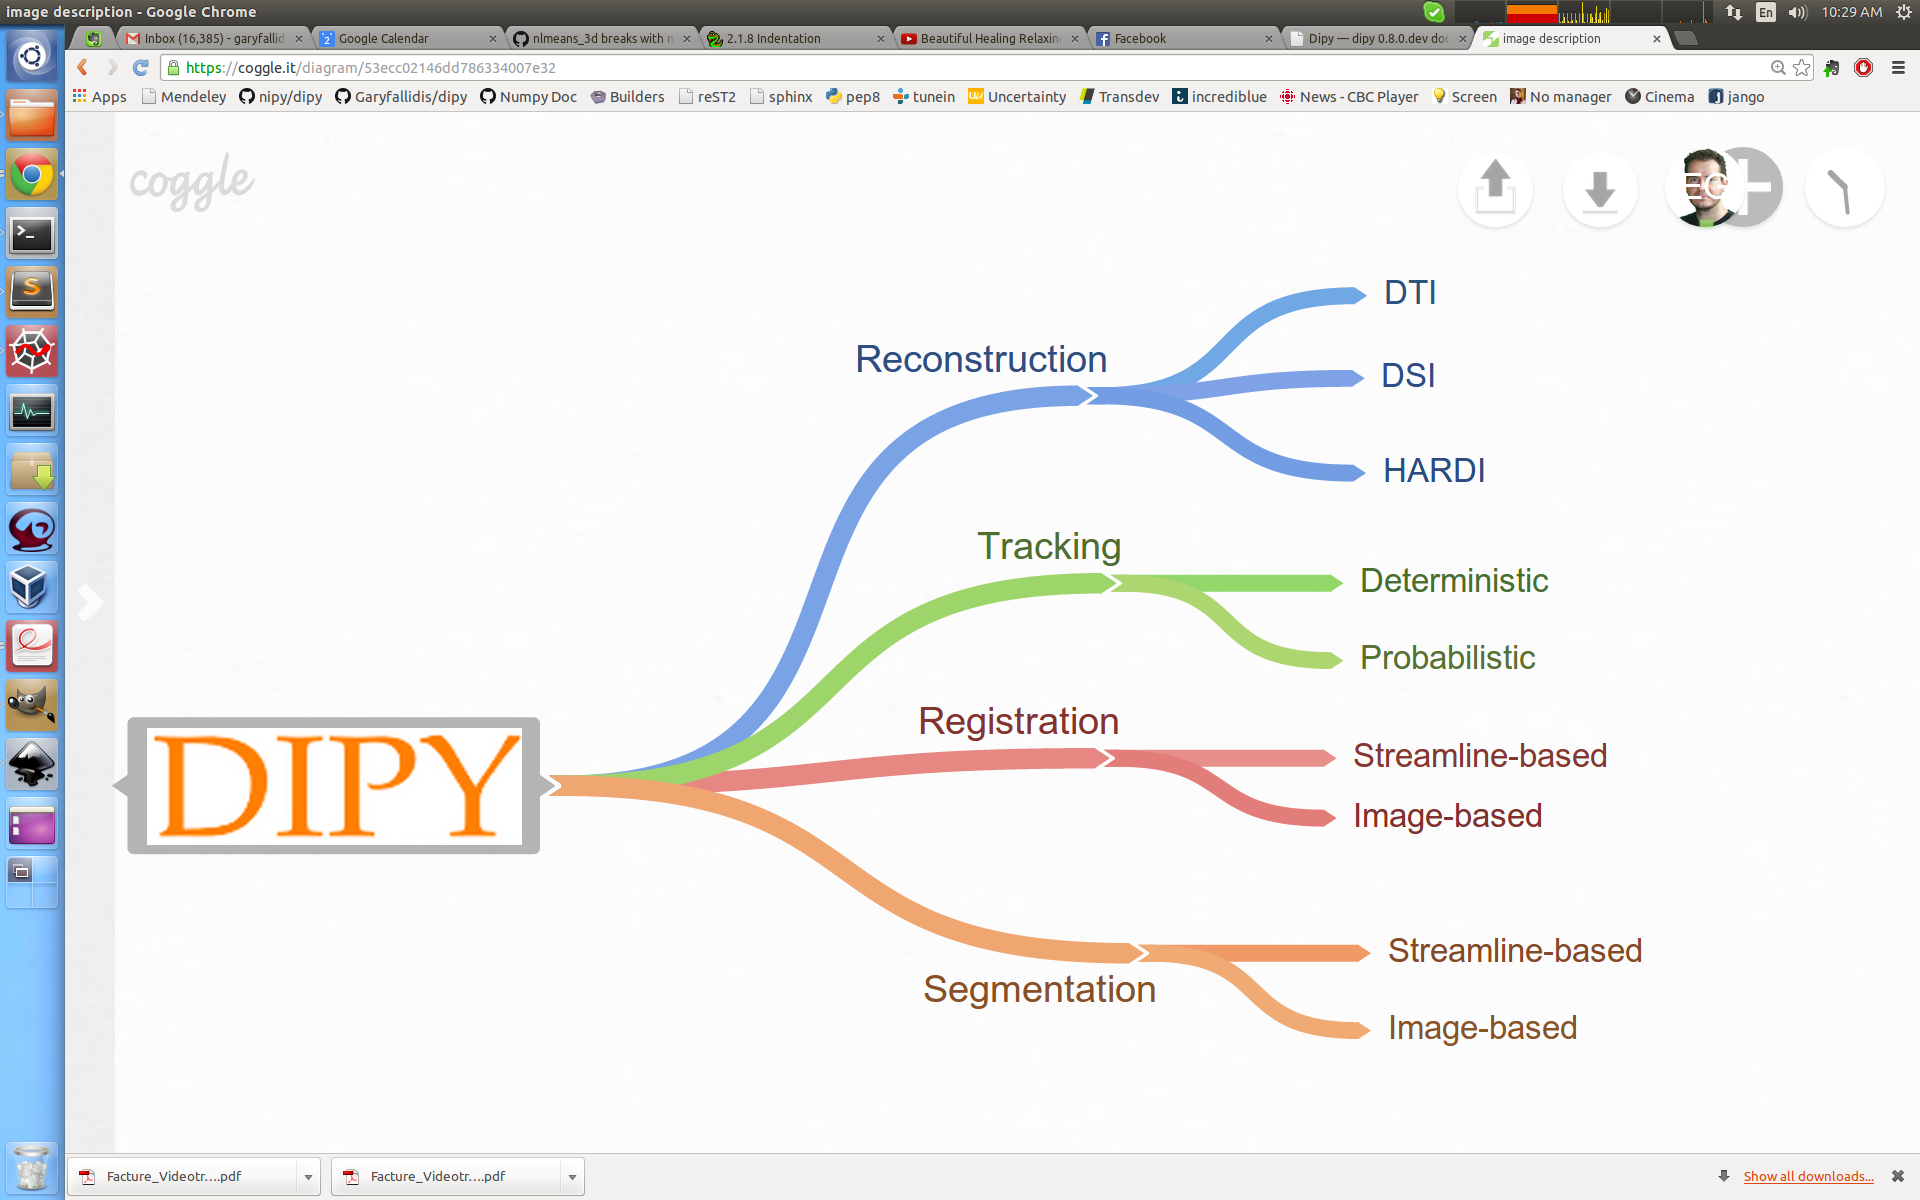 image description - Google Chrome
En
10:29 AM
Inbox (16,385) - garyfallid
2
Google Calendar
nlmeans_3d breaks with n
2.1.8 Indentation
Beautiful Healing Relaxin
Facebook
Dipy — dipy 0.8.0.dev doc
image description
https://coggle.it/diagram/53ecc02146dd786334007e32
Apps
Mendeley
nipy/dipy
Garyfallidis/dipy
Numpy Doc
Builders
reST2
sphinx
pep8
tunein
Uncertainty
Transdev
incrediblue
News - CBC Player
Screen
No manager
Cinema
jango
coggle
DTI
Reconstruction
DSI
HARDI
Tracking
Deterministic
Probabilistic
Registration
Streamline-based
DIPY
Image-based
Streamline-based
Segmentation
Image-based
Facture_Videotr....pdf
Facture_Videotr....pdf
Show all downloads...